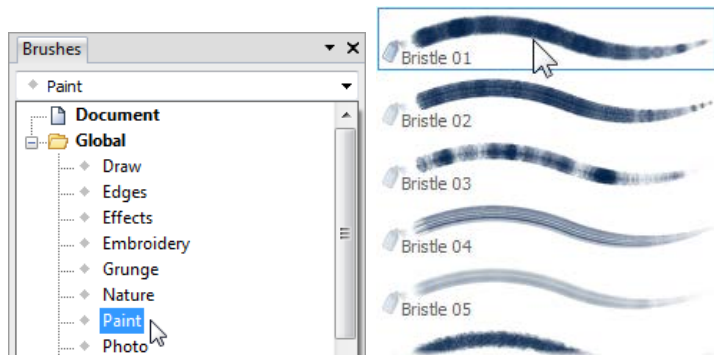 Brushes
Paint
Document
Global
Draw
Edges
Effects
Embroidery
Grunge
Nature
Paint
Photo
Bristle 01
Bristle 02
Bristle 03
Bristle 04
Bristle 05